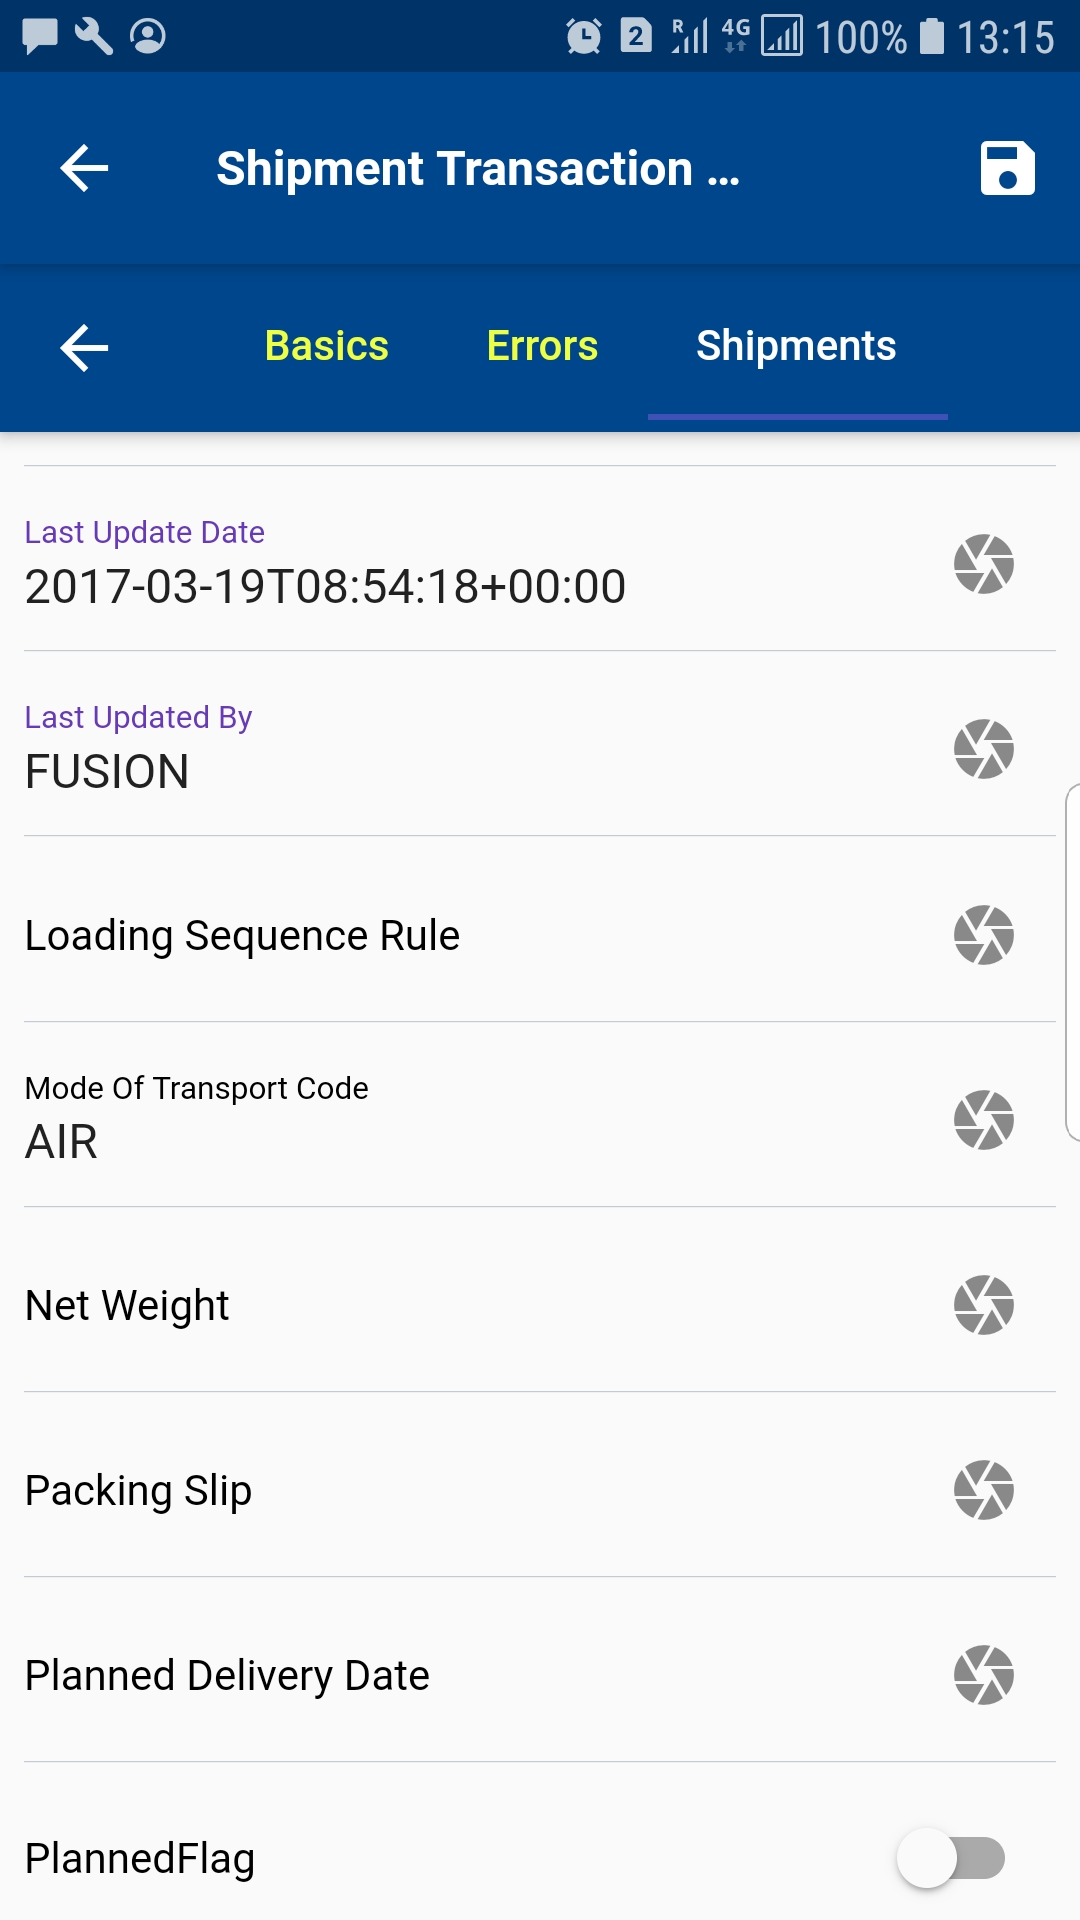 2 R 4G 100% 13:15
Shipment Transaction ...
Basics Errors Shipments
Last Update Date
2017-03-19T08:54:18+00:00
Last Updated By
FUSION
Loading Sequence Rule
Mode Of Transport Code
AIR
Net Weight
Packing Slip
Planned Delivery Date
PlannedFlag